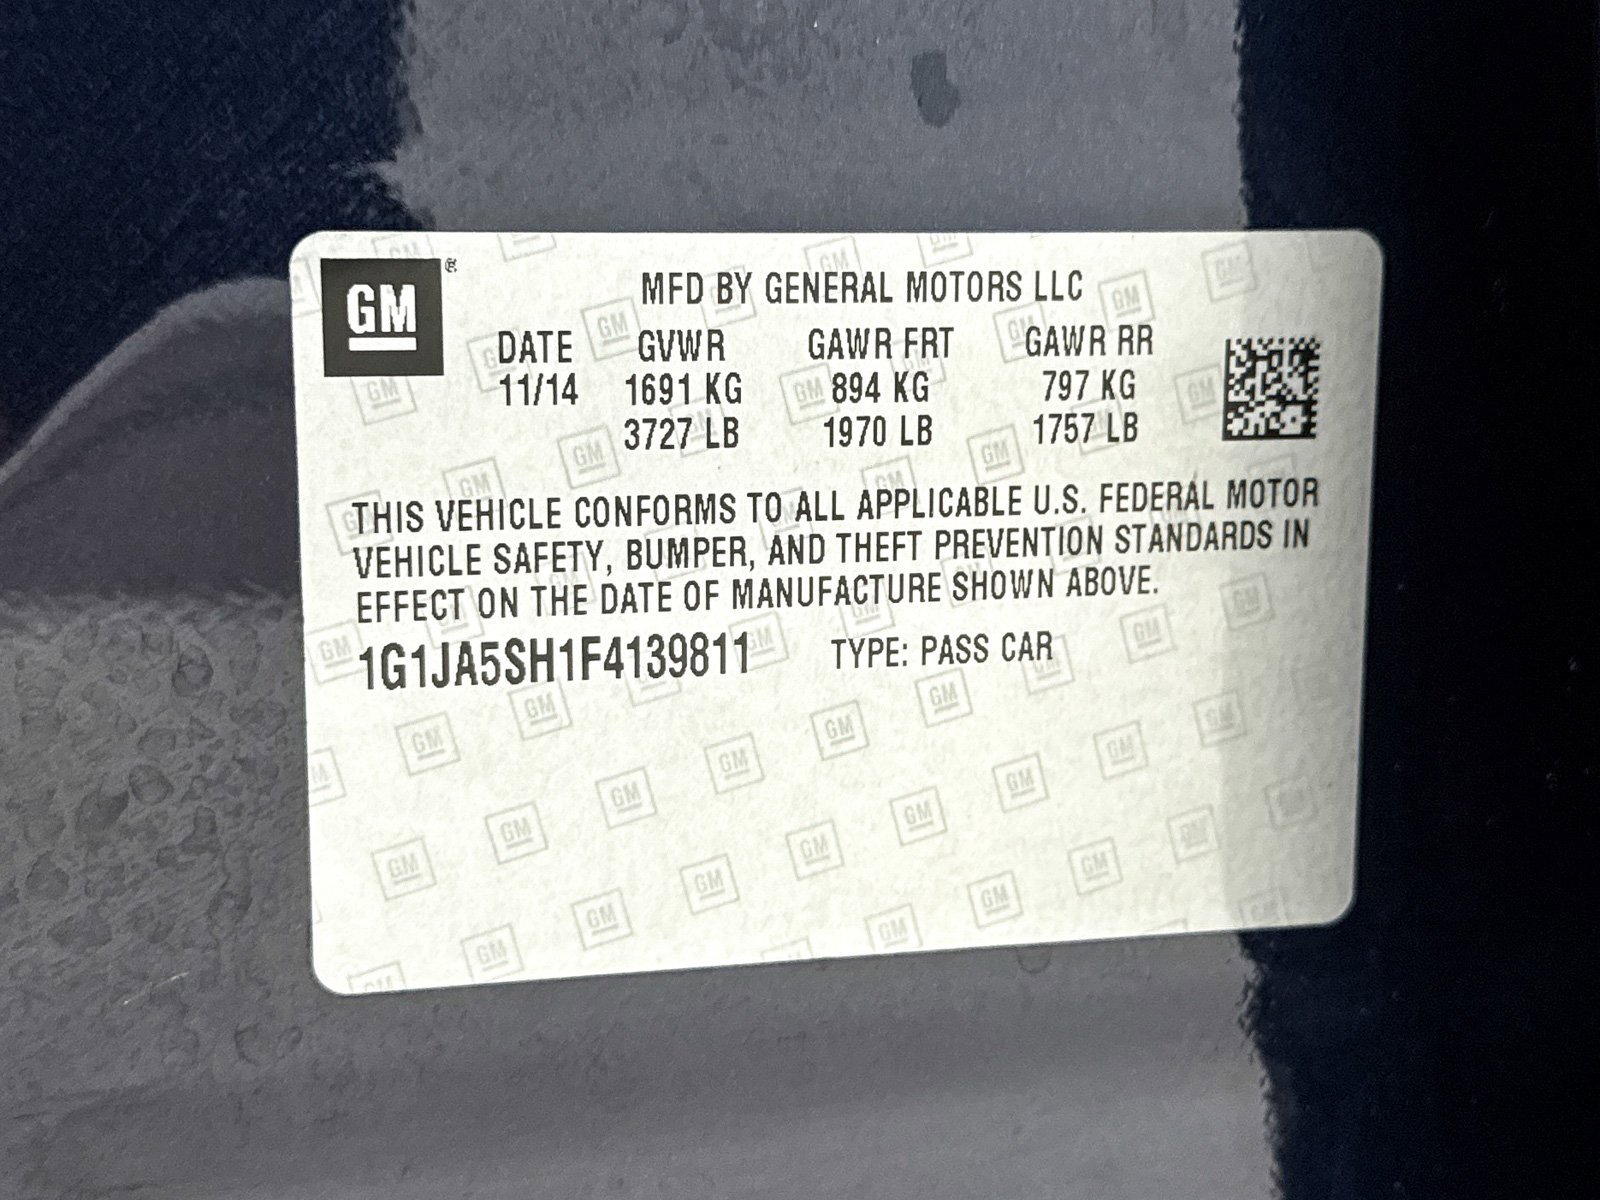 GM ®
MFD BY GENERAL MOTORS LLC
DATE GVWR GAWR FRT GAWR RR
11/14 1691 KG 894 KG 797 KG
3727 LB 1970 LB 1757 LB
THIS VEHICLE CONFORMS TO ALL APPLICABLE U.S. FEDERAL MOTOR
VEHICLE SAFETY, BUMPER, AND THEFT PREVENTION STANDARDS IN
EFFECT ON THE DATE OF MANUFACTURE SHOWN ABOVE.
1G1JA5SH1F4139811 TYPE: PASS CAR